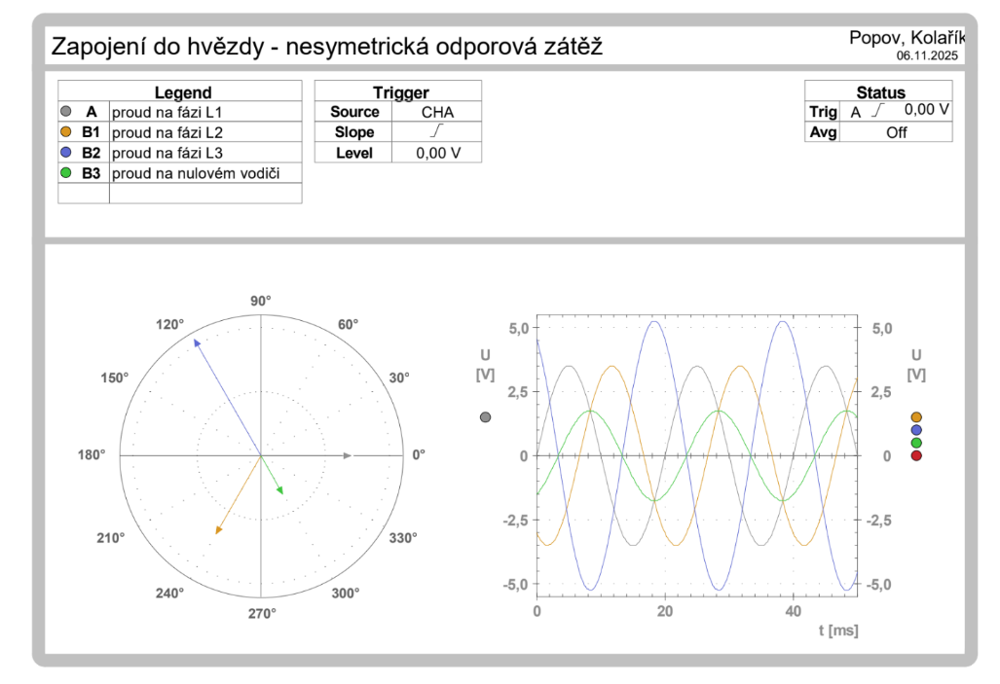 Zapojení do hvězdy - nesymetrická odporová zátěž
Popov, Kolařík
06.11.2025
Legend
A proud na fázi L1
B1 proud na fázi L2
B2 proud na fázi L3
B3 proud na nulovém vodiči
Trigger
Source CHA
Slope
Level 0,00 V
Status
Trig A 0,00 V
Avg Off
90°
120° 60°
150° 30°
180° 0°
210° 330°
240° 300°
270°
5,0 5,0
U U
[V] [V]
2,5 2,5
0 0
-2,5 -2,5
-5,0 -5,0
0 20 40
t [ms]